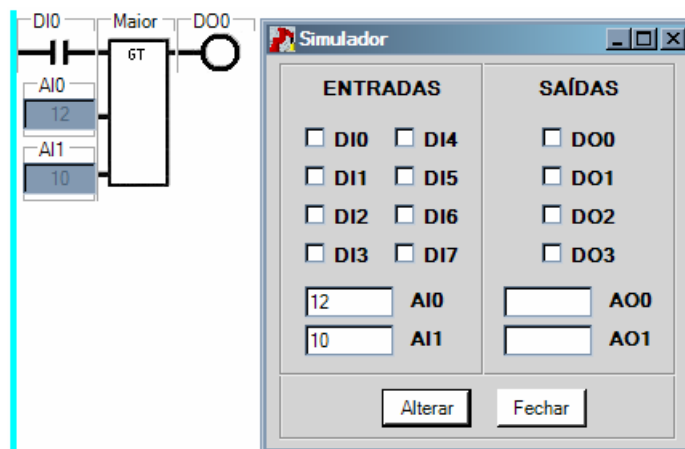 DI0 Maior DO0
GT
AI0
12
AI1
10
Simulador
ENTRADAS SAÍDAS
DI0 DI4 DO0
DI1 DI5 DO1
DI2 DI6 DO2
DI3 DI7 DO3
12 AI0 AO0
10 AI1 AO1
Alterar Fechar